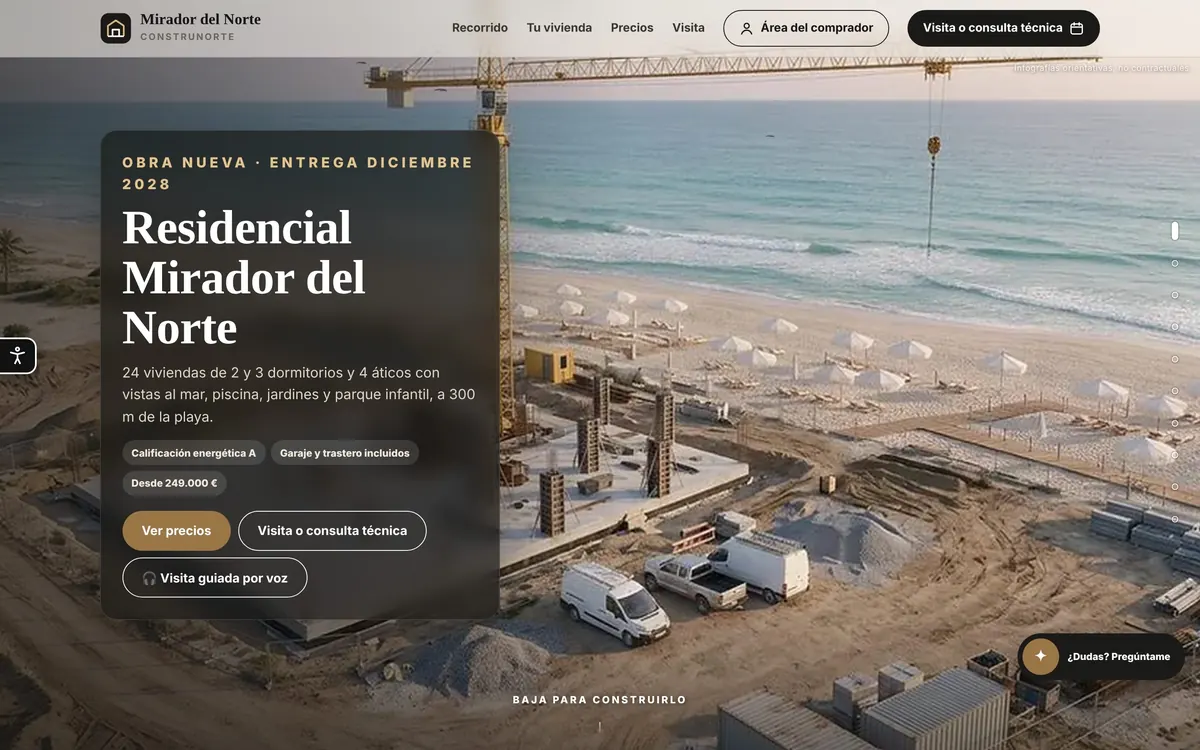 Mirador del Norte
CONSTRUNORTE
Recorrido
Tu vivienda
Precios
Visita
Área del comprador
Visita o consulta técnica
Infografías orientativas, no contractuales
OBRA NUEVA · ENTREGA DICIEMBRE
2028
Residencial
Mirador del
Norte
24 viviendas de 2 y 3 dormitorios y 4 áticos con
vistas al mar, piscina, jardines y parque infantil, a 300
m de la playa.
Calificación energética A
Garaje y trastero incluidos
Desde 249.000 €
Ver precios
Visita o consulta técnica
🎧 Visita guiada por voz
¿Dudas? Pregúntame
BAJA PARA CONSTRUIRLO